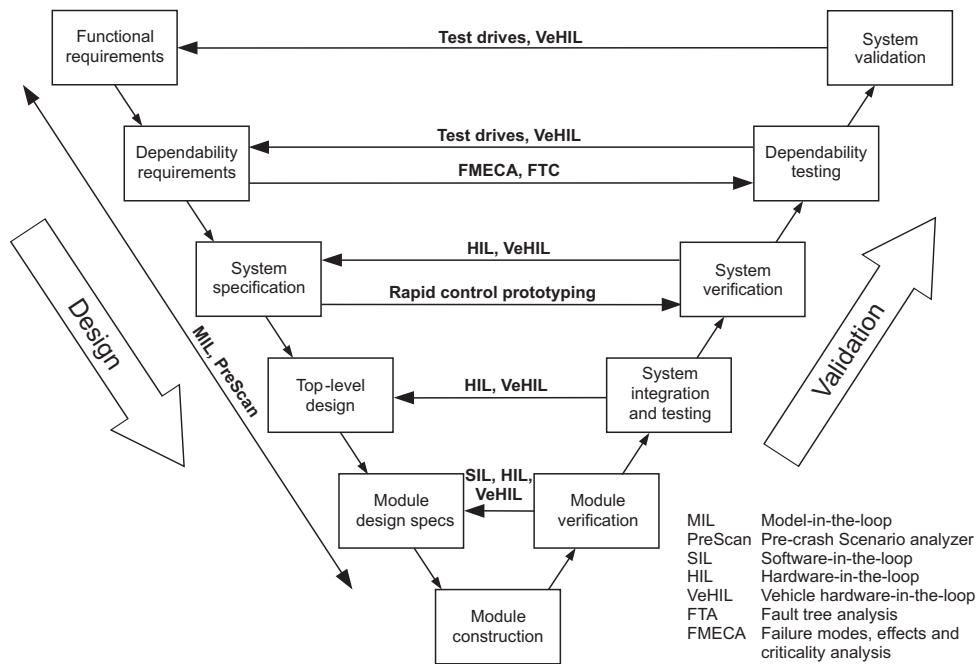 Functional
requirements
Test drives, VeHIL
System
validation
Dependability
requirements
Test drives, VeHIL
FMECA, FTC
Dependability
testing
System
specification
HIL, VeHIL
Rapid control prototyping
System
verification
Design
MIL, PreScan
Validation
Top-level
design
HIL, VeHIL
System
integration
and testing
Module
design specs
SIL, HIL,
VeHIL
Module
verification
Module
construction
MIL Model-in-the-loop
PreScan Pre-crash Scenario analyzer
SIL Software-in-the-loop
HIL Hardware-in-the-loop
VeHIL Vehicle hardware-in-the-loop
FTA Fault tree analysis
FMECA Failure modes, effects and
criticality analysis